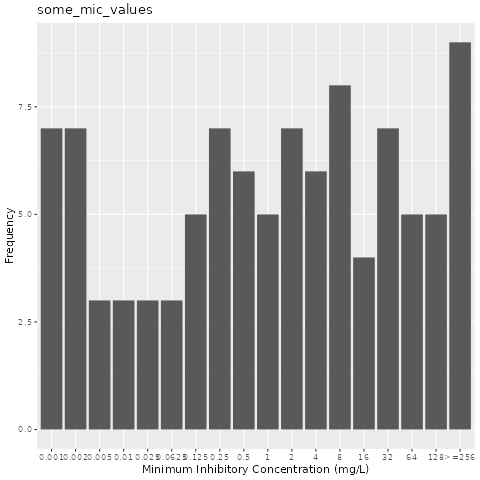 some_mic_values
Frequency
7.5
5.0
2.5
0.0
0.001 0.002 0.005 0.01 0.025 0.0625 0.125 0.25 0.5 1 2 4 8 16 32 64 128 >=256
Minimum Inhibitory Concentration (mg/L)